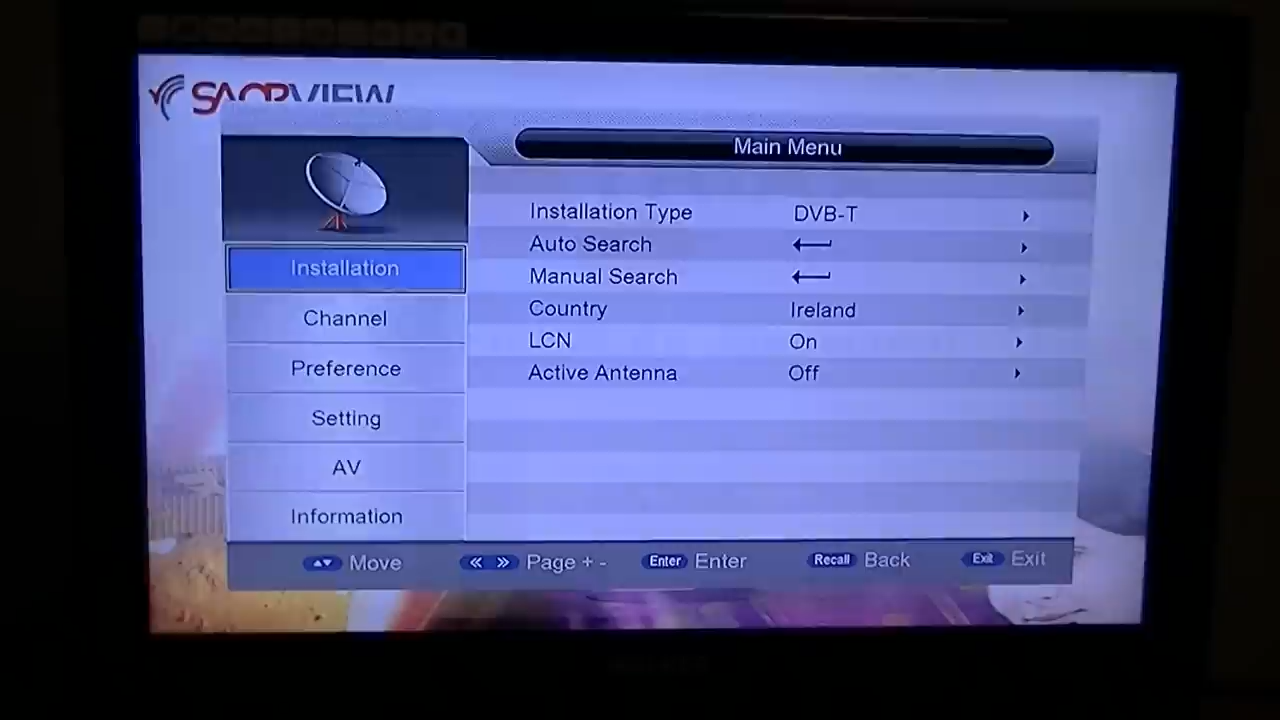 SAORVIEW
Main Menu
Installation Type DVB-T
Auto Search
Manual Search
Country Ireland
LCN On
Active Antenna Off
Installation
Channel
Preference
Setting
AV
Information
Move
Page + -
Enter Enter
Recall Back
Exit Exit